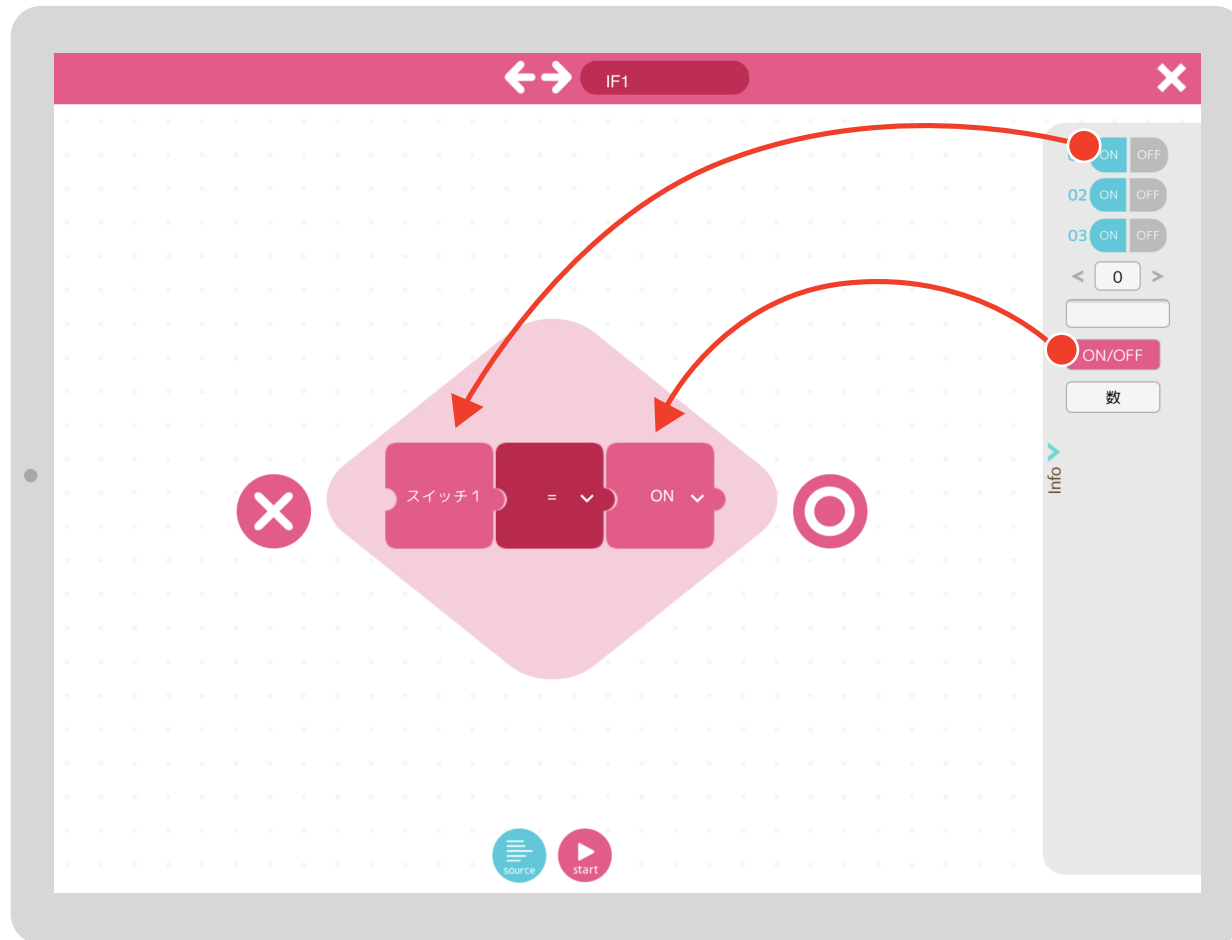 IF1
ON OFF
02 ON OFF
03 ON OFF
< 0 >
ON/OFF
数
Info
スイッチ1 = ON
source
start